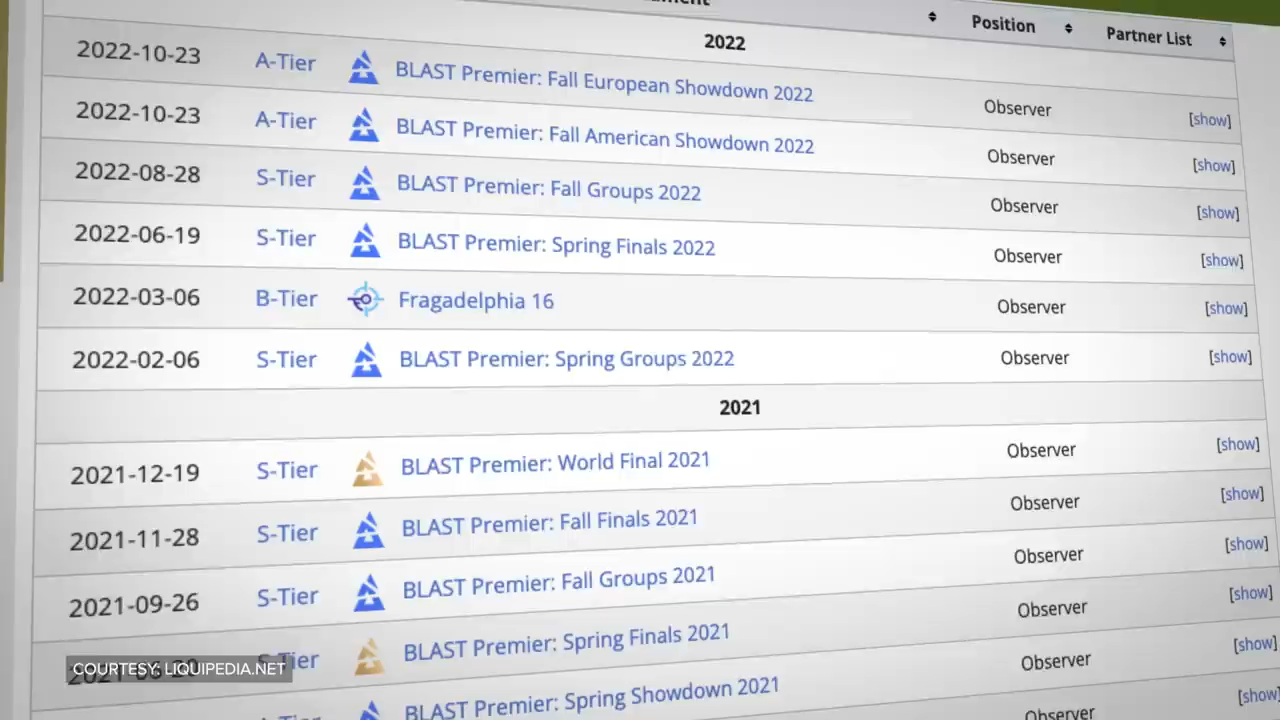 Position Partner List
2022
2022-10-23 A-Tier BLAST Premier: Fall European Showdown 2022 Observer [show]
2022-10-23 A-Tier BLAST Premier: Fall American Showdown 2022 Observer [show]
2022-08-28 S-Tier BLAST Premier: Fall Groups 2022 Observer [show]
2022-06-19 S-Tier BLAST Premier: Spring Finals 2022 Observer [show]
2022-03-06 B-Tier Fragadelphia 16 Observer [show]
2022-02-06 S-Tier BLAST Premier: Spring Groups 2022 Observer [show]
2021
2021-12-19 S-Tier BLAST Premier: World Final 2021 Observer [show]
2021-11-28 S-Tier BLAST Premier: Fall Finals 2021 Observer [show]
2021-09-26 S-Tier BLAST Premier: Fall Groups 2021 Observer [show]
BLAST Premier: Spring Finals 2021 Observer [show]
BLAST Premier: Spring Showdown 2021 Observer [show]
Observer [show]
COURTESY: LIQUIPEDIA.NET